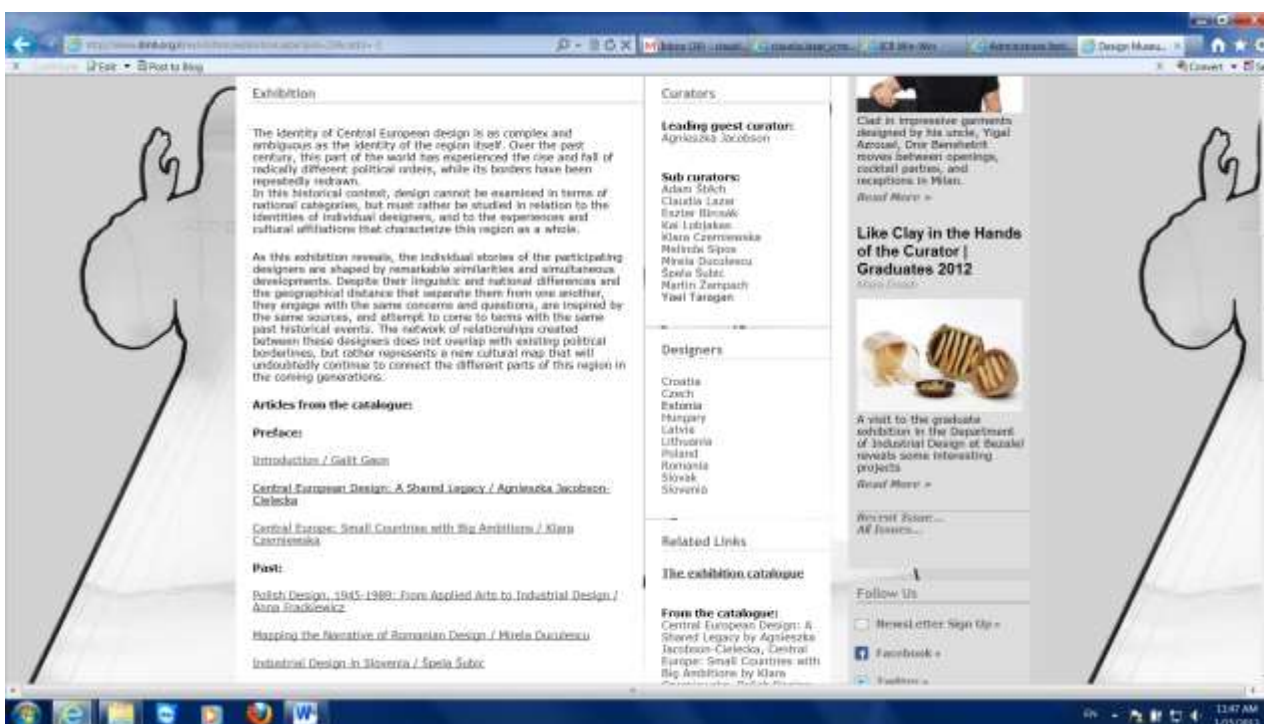 Edit
Post to Blog
Convert
Exhibition
The identity of Central European design is as complex and
ambiguous as the identity of the region itself. Over the past
century, this part of the world has experienced the rise and fall of
radically different political orders, while its borders have been
repeatedly redrawn.
In this historical context, design cannot be examined in terms of
national categories, but must rather be studied in relation to the
identities of individual designers, and to the experiences and
cultural affiliations that characterize this region as a whole.
As this exhibition reveals, the individual stories of the participating
designers are shaped by remarkable similarities and simultaneous
developments. Despite their linguistic and national differences and
the geographical distance that separate them from one another,
they engage with the same concerns and questions, are inspired by
the same sources, and attempt to come to terms with the same
past historical events. The network of relationships created
between these designers does not overlap with existing political
borderlines, but rather represents a new cultural map that will
undoubtedly continue to connect the different parts of this region in
the coming generations.
Articles from the catalogue:
Preface:
Introduction / Galit Gaon
Central European Design: A Shared Legacy / Agnieszka Jacobson-
Cielecka
Central Europe: Small Countries with Big Ambitions / Klara
Czerniewska
Past:
Polish Design, 1945-1989: From Applied Arts to Industrial Design /
Anna Frąckiewicz
Mapping the Narrative of Romanian Design / Mirela Duculescu
Industrial Design in Slovenia / Špela Šubic
Curators
Leading guest curator:
Agnieszka Jacobson
Sub curators:
Adam Štěch
Claudia Lazar
Eszter
Kai Lobjakas
Klara Czerniewska
Melinda Sipos
Mirela Duculescu
Špela Šubic
Martin Zampach
Yael Taragan
Designers
Croatia
Czech
Estonia
Hungary
Latvia
Lithuania
Poland
Romania
Slovak
Slovenia
Related Links
The exhibition catalogue
From the catalogue:
Central European Design: A
Shared Legacy by Agnieszka
Jacobson-Cielecka, Central
Europe: Small Countries with
Big Ambitions by Klara
Clad in impressive garments
designed by his uncle, Yigal
Azrouel, Dror Benshetrit
moves between openings,
cocktail parties, and
receptions in Milan.
Read More »
Like Clay in the Hands
of the Curator |
Graduates 2012
A visit to the graduate
exhibition in the Department
of Industrial Design at Bezalel
reveals some interesting
projects
Read More »
Recent Issue...
All Issues...
Follow Us
NewsLetter Sign Up »
Facebook »
Twitter »
EN
11:47 AM